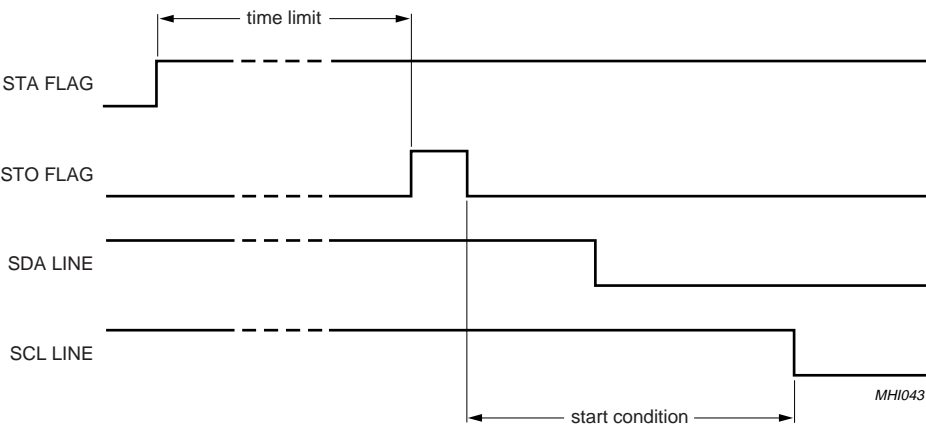 time limit
STA FLAG
STO FLAG
SDA LINE
SCL LINE
MHI043
start condition